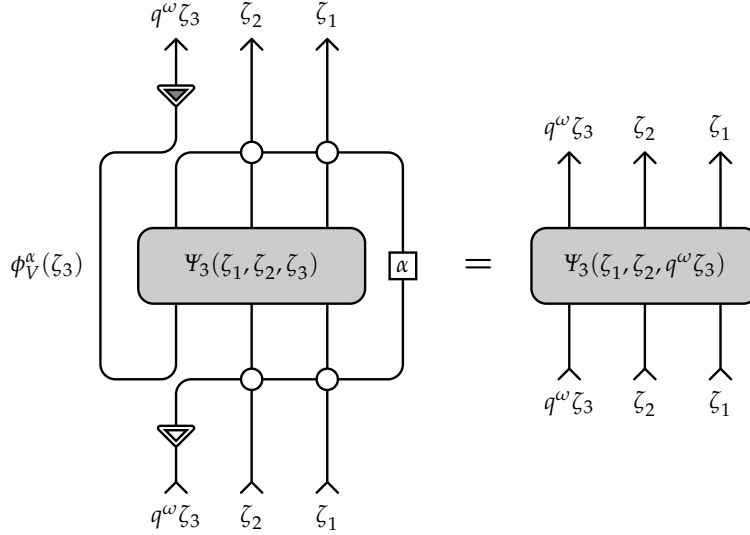 q^ω ζ_3 ζ_2 ζ_1
q^ω ζ_3 ζ_2 ζ_1
ϕ_V^α(ζ_3) Ψ_3(ζ_1, ζ_2, ζ_3) α = Ψ_3(ζ_1, ζ_2, q^ω ζ_3)
q^ω ζ_3 ζ_2 ζ_1
q^ω ζ_3 ζ_2 ζ_1